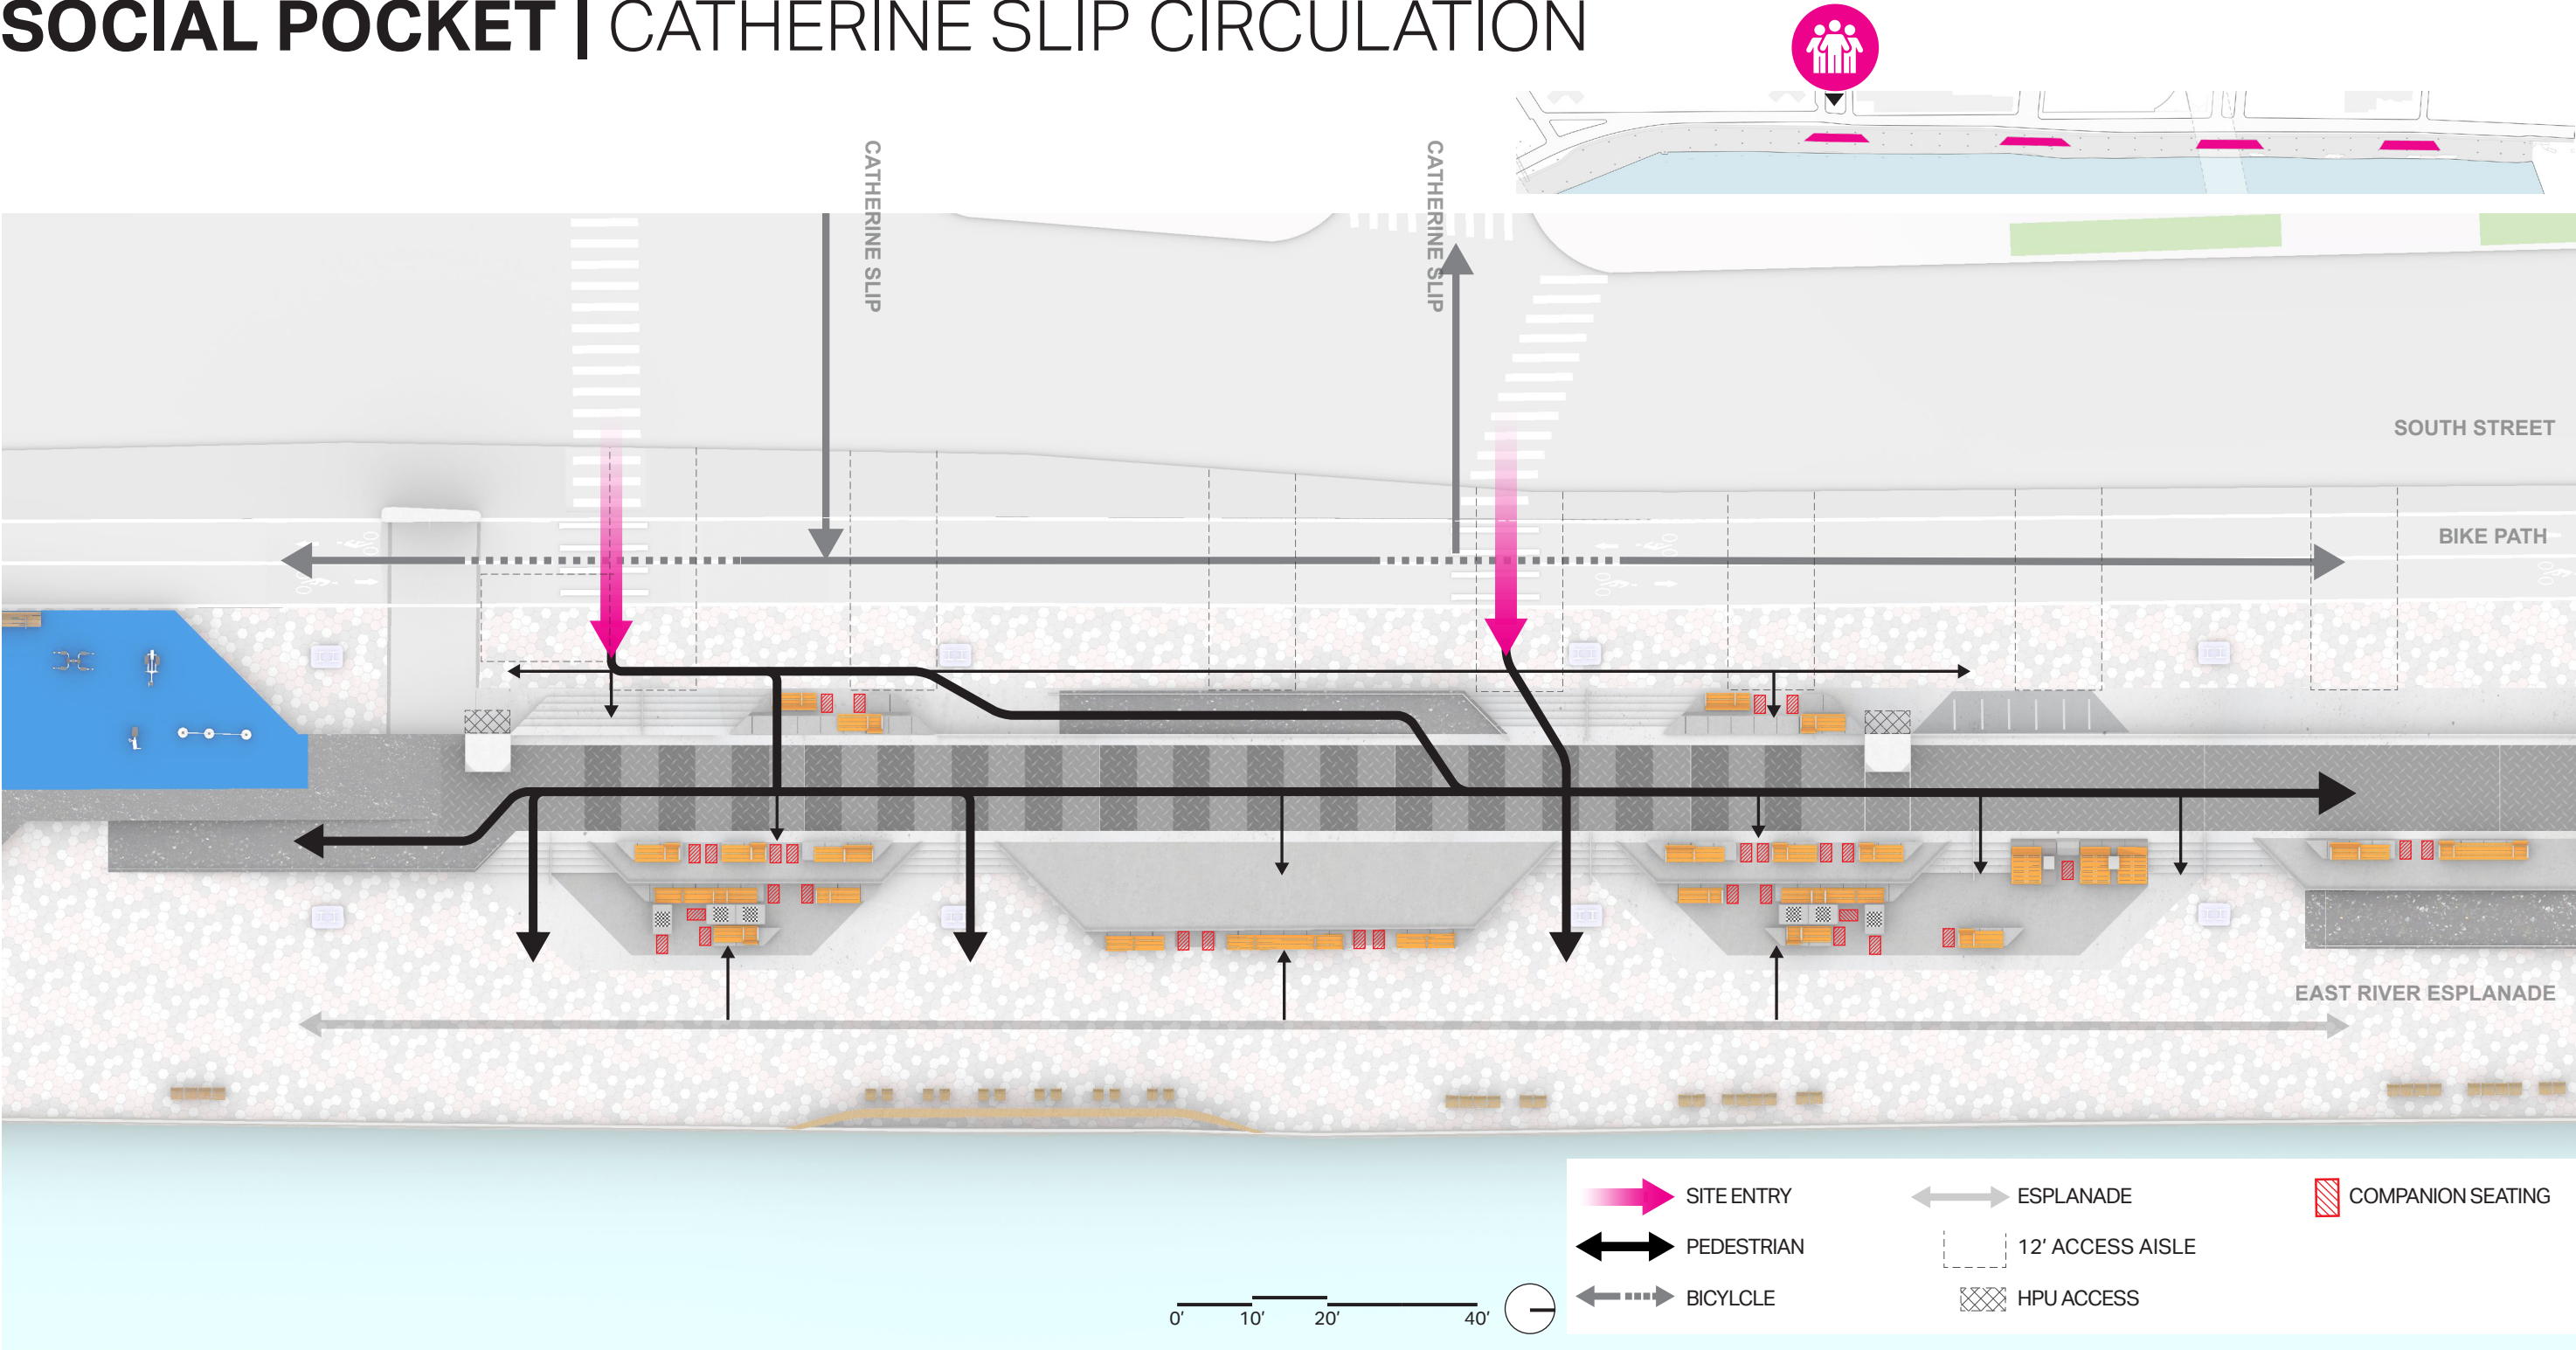 SOCIAL POCKET | CATHERINE SLIP CIRCULATION
CATHERINE SLIP
CATHERINE SLIP
SOUTH STREET
BIKE PATH
EAST RIVER ESPLANADE
SITE ENTRY
ESPLANADE
COMPANION SEATING
PEDESTRIAN
12' ACCESS AISLE
BICYLCLE
HPU ACCESS
0' 10' 20' 40'